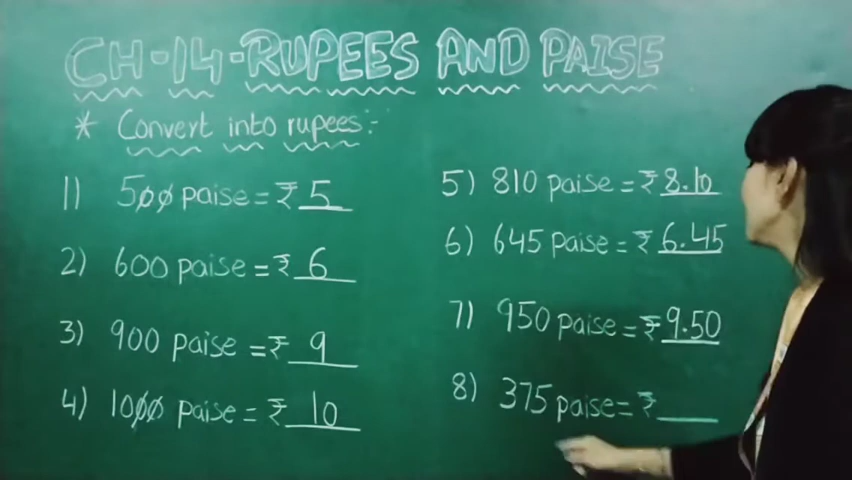 CH-14-RUPEES AND PAISE
* Convert into rupees:-
1) 500 paise = ₹ 5
2) 600 paise = ₹ 6
3) 900 paise = ₹ 9
4) 1000 paise = ₹ 10
5) 810 paise = ₹ 8.10
6) 645 paise = ₹ 6.45
7) 950 paise = ₹ 9.50
8) 375 paise = ₹ ____